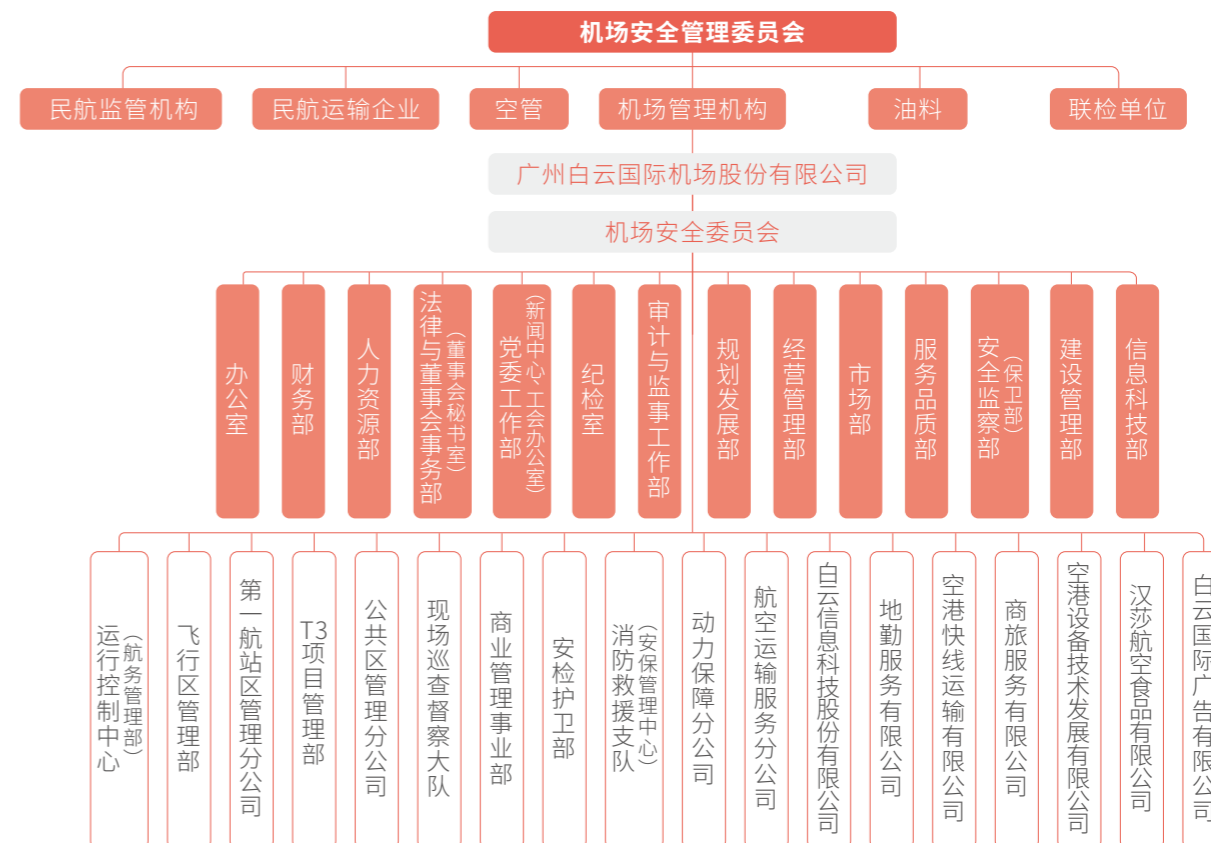 机场安全管理委员会
民航监管机构
民航运输企业
空管
机场管理机构
油料
联检单位
广州白云国际机场股份有限公司
机场安全委员会
办公室
财务部
人力资源部
法律与董事会事务部
（董事会秘书室）
党委工作部
（新闻中心、工会办公室）
纪检室
审计与监事工作部
规划发展部
经营管理部
市场部
服务品质部
安全监察部
（保卫部）
建设管理部
信息科技部
运行控制中心
（航务管理部）
飞行区管理部
第一航站区管理分公司
T3项目管理部
公共区管理分公司
现场巡查督察大队
商业管理事业部
安检护卫部
消防救援支队
（安保管理中心）
动力保障分公司
航空运输服务分公司
白云信息科技股份有限公司
地勤服务有限公司
空港快线运输有限公司
商旅服务有限公司
空港设备技术发展有限公司
汉莎航空食品有限公司
白云国际广告有限公司